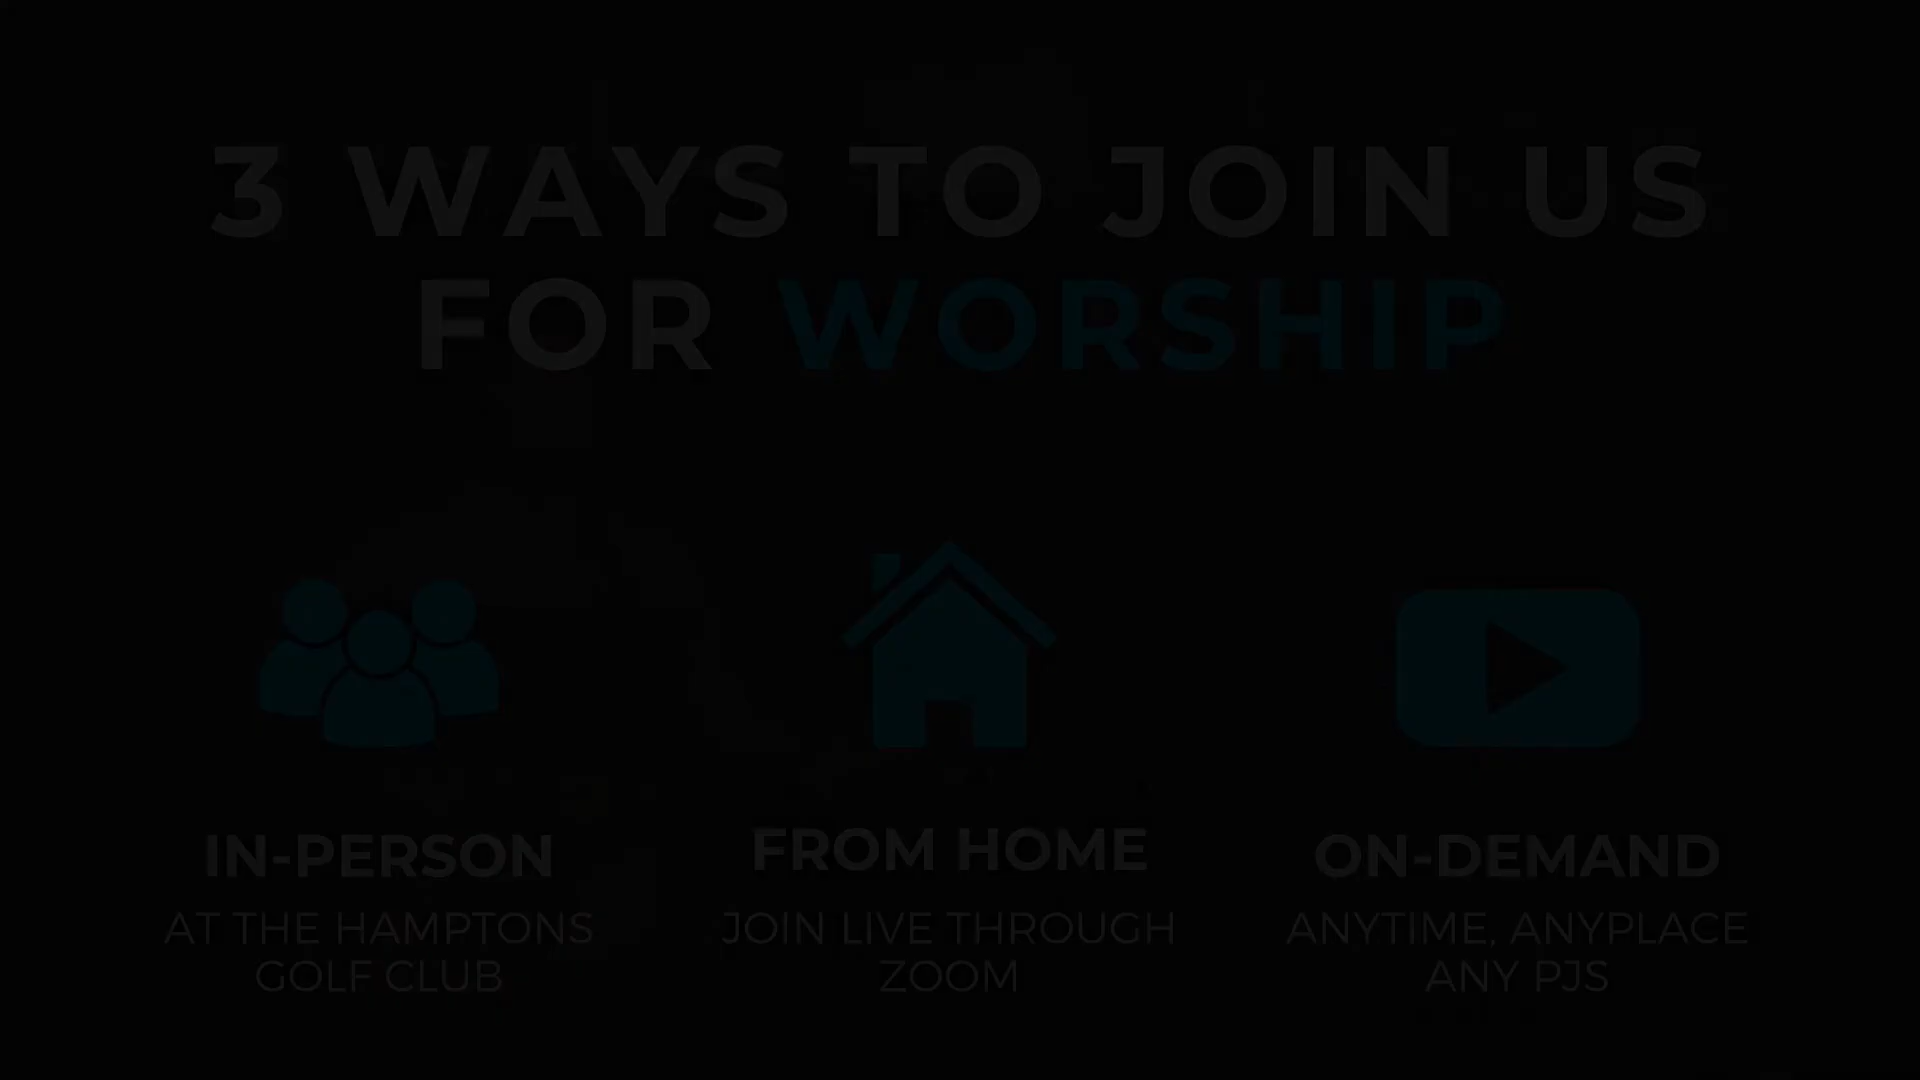 3 WAYS TO JOIN US
FOR WORSHIP
IN-PERSON
AT THE HAMPTONS
GOLF CLUB
FROM HOME
JOIN LIVE THROUGH
ZOOM
ON-DEMAND
ANYTIME, ANYPLACE
ANY PJS